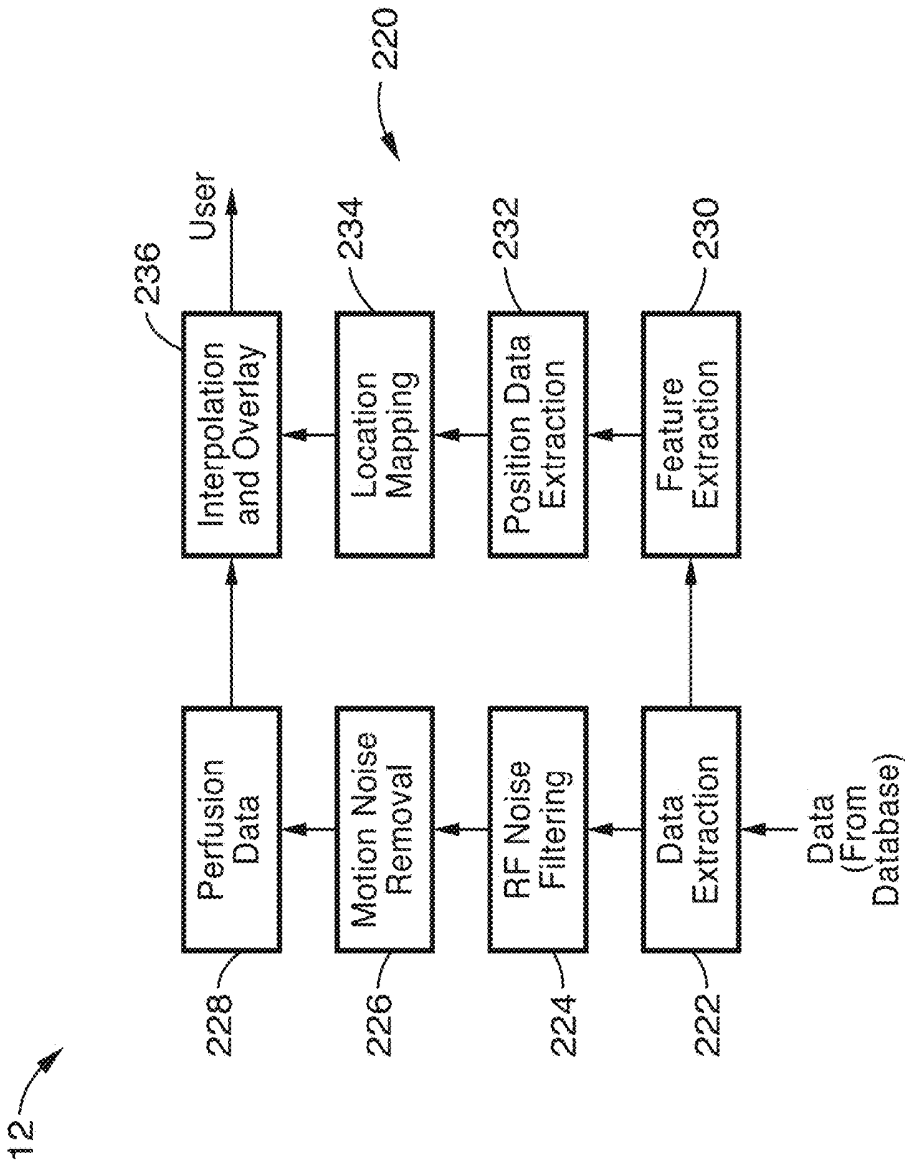 12
220
Data
(From
Database)
222
Data
Extraction
224
RF Noise
Filtering
226
Motion Noise
Removal
228
Perfusion
Data
230
Feature
Extraction
232
Position Data
Extraction
234
Location
Mapping
236
Interpolation
and Overlay
User